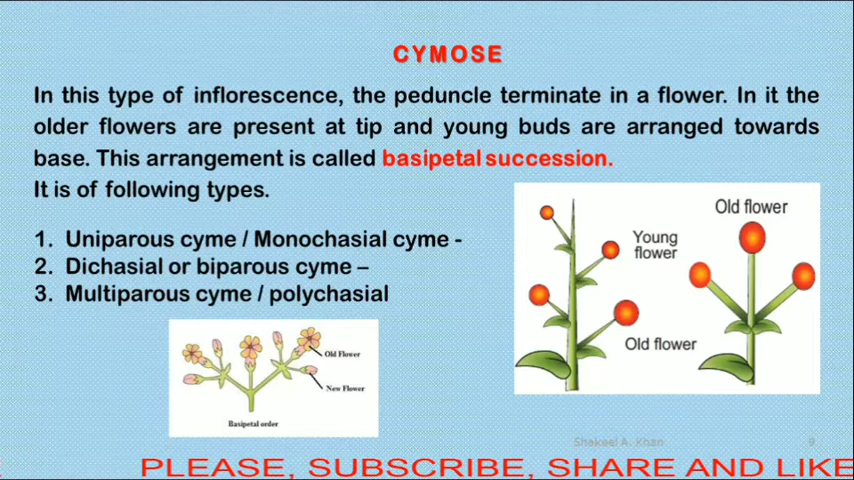 CYMOSE
In this type of inflorescence, the peduncle terminate in a flower. In it the
older flowers are present at tip and young buds are arranged towards
base. This arrangement is called basipetal succession.
It is of following types.
1. Uniparous cyme / Monochasial cyme -
2. Dichasial or biparous cyme –
3. Multiparous cyme / polychasial
Old flower
Young
flower
Old flower
Old Flower
New Flower
Basipetal order
Shakeel A. Khan
9
PLEASE, SUBSCRIBE, SHARE AND LIKE